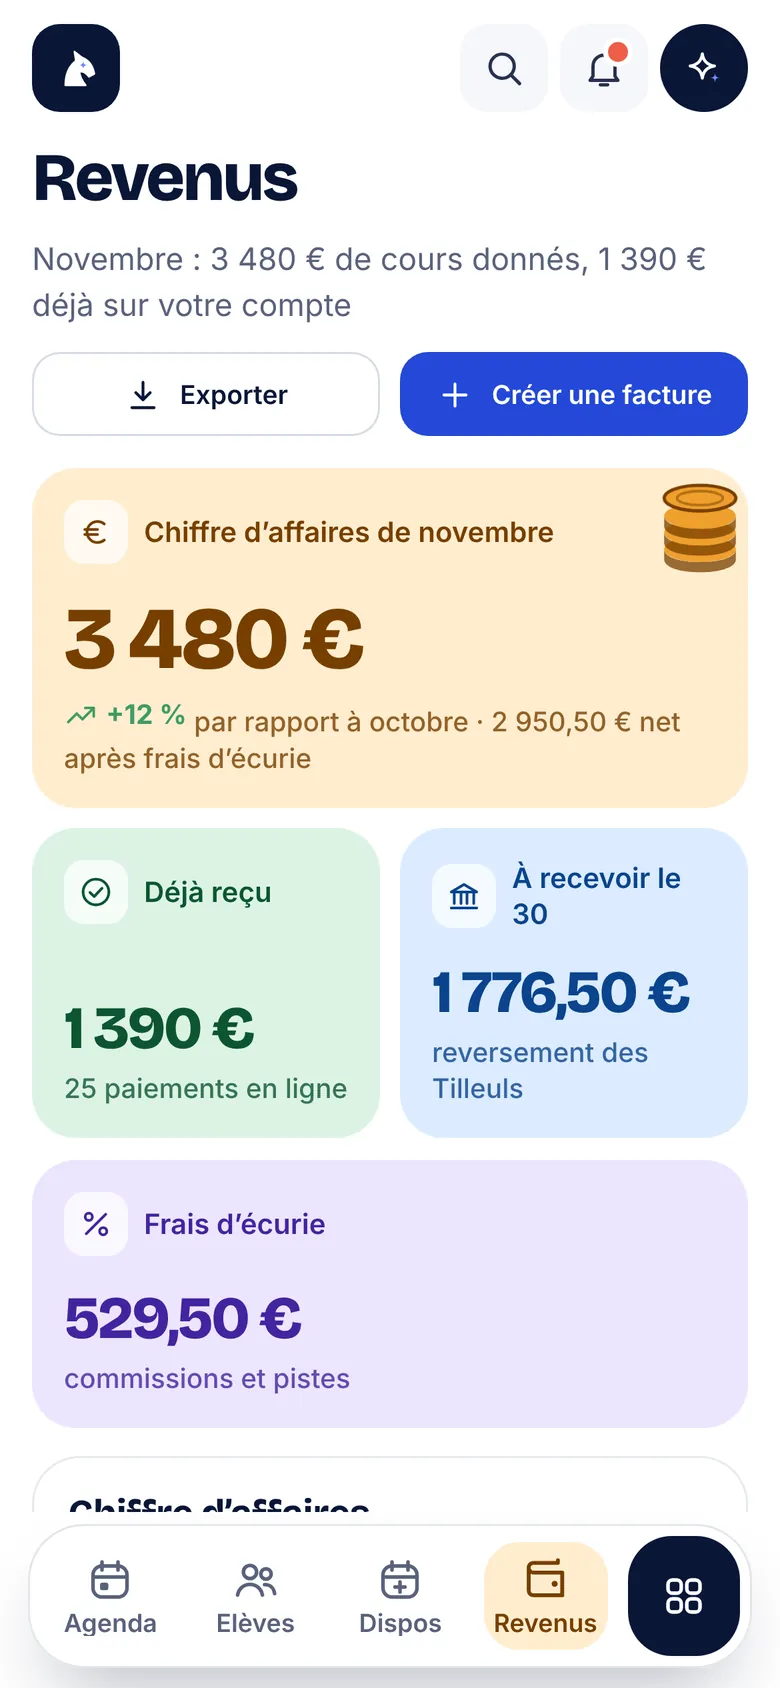 Revenus
Novembre : 3 480 € de cours donnés, 1 390 €
déjà sur votre compte
Exporter
Créer une facture
€ Chiffre d’affaires de novembre
3 480 €
+12 % par rapport à octobre · 2 950,50 € net
après frais d’écurie
Déjà reçu
1 390 €
25 paiements en ligne
À recevoir le
30
1 776,50 €
reversement des
Tilleuls
% Frais d’écurie
529,50 €
commissions et pistes
Chiffre d’affaires
Agenda
Elèves
Dispos
Revenus